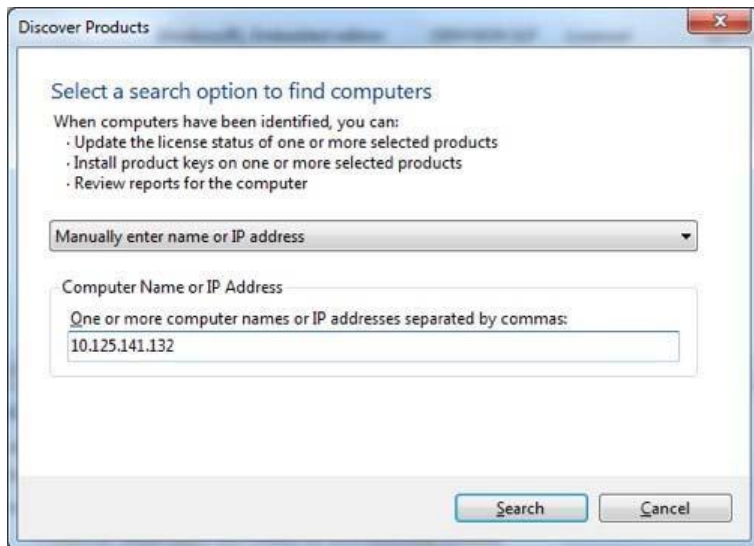 Discover Products
Select a search option to find computers
When computers have been identified, you can:
· Update the license status of one or more selected products
· Install product keys on one or more selected products
· Review reports for the computer
Manually enter name or IP address
Computer Name or IP Address
One or more computer names or IP addresses separated by commas:
10.125.141.132
Search
Cancel